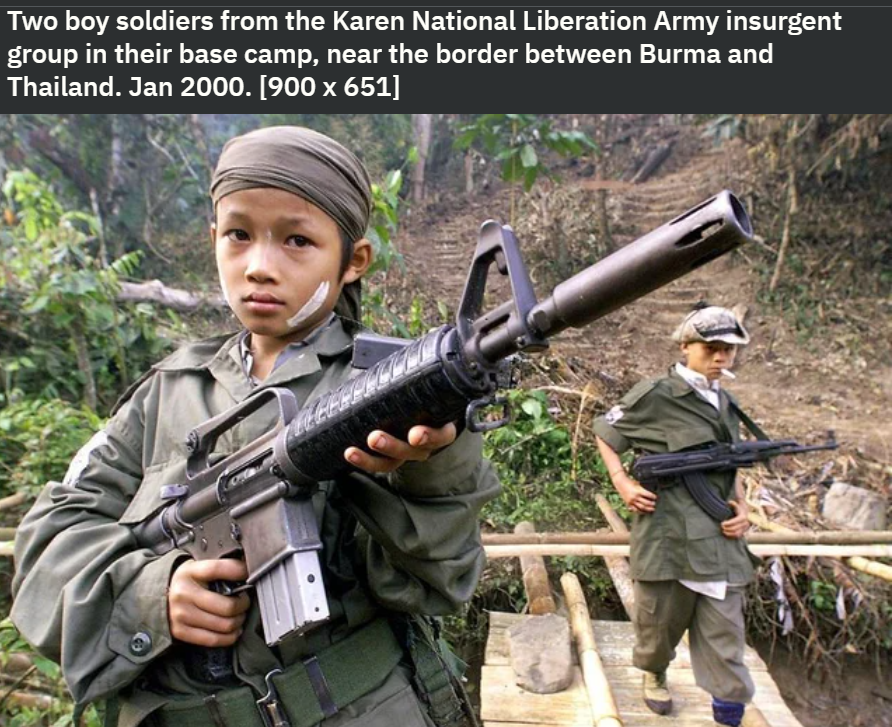 Two boy soldiers from the Karen National Liberation Army insurgent
group in their base camp, near the border between Burma and
Thailand. Jan 2000. [900 x 651]